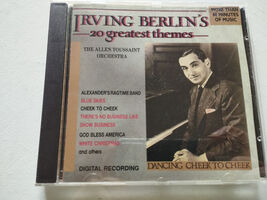 IRVING BERLIN'S
20 greatest themes
MORE THAN
61 MINUTES
OF MUSIC
THE ALLEN TOUSSAINT
ORCHESTRA
ALEXANDER'S RAGTIME BAND
BLUE SKIES
CHEEK TO CHEEK
THERE'S NO BUSINESS LIKE
SHOW BUSINESS
GOD BLESS AMERICA
WHITE CHRISTMAS
and others
DIGITAL RECORDING
DANCING CHEEK TO CHEEK